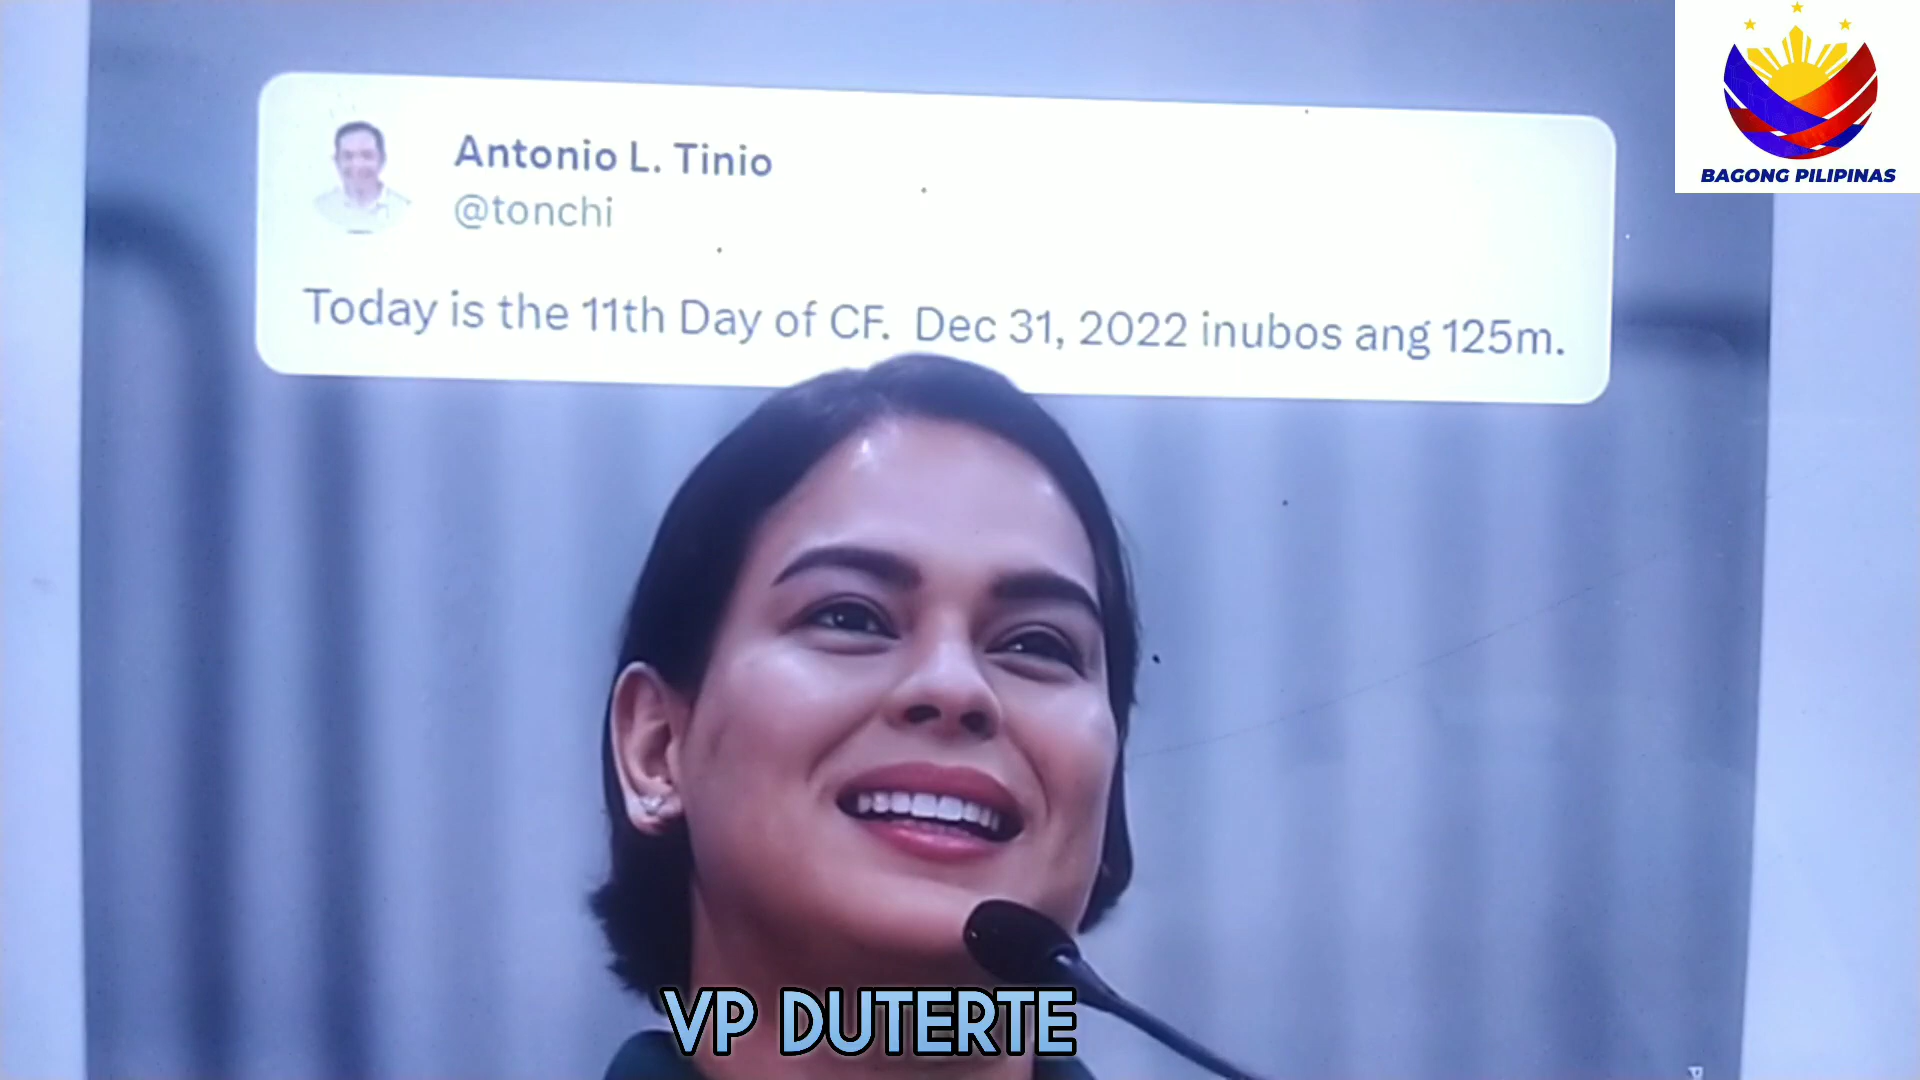 Antonio L. Tinio
@tonchi
Today is the 11th Day of CF. Dec 31, 2022 inubos ang 125m.
BAGONG PILIPINAS
VP DUTERTE